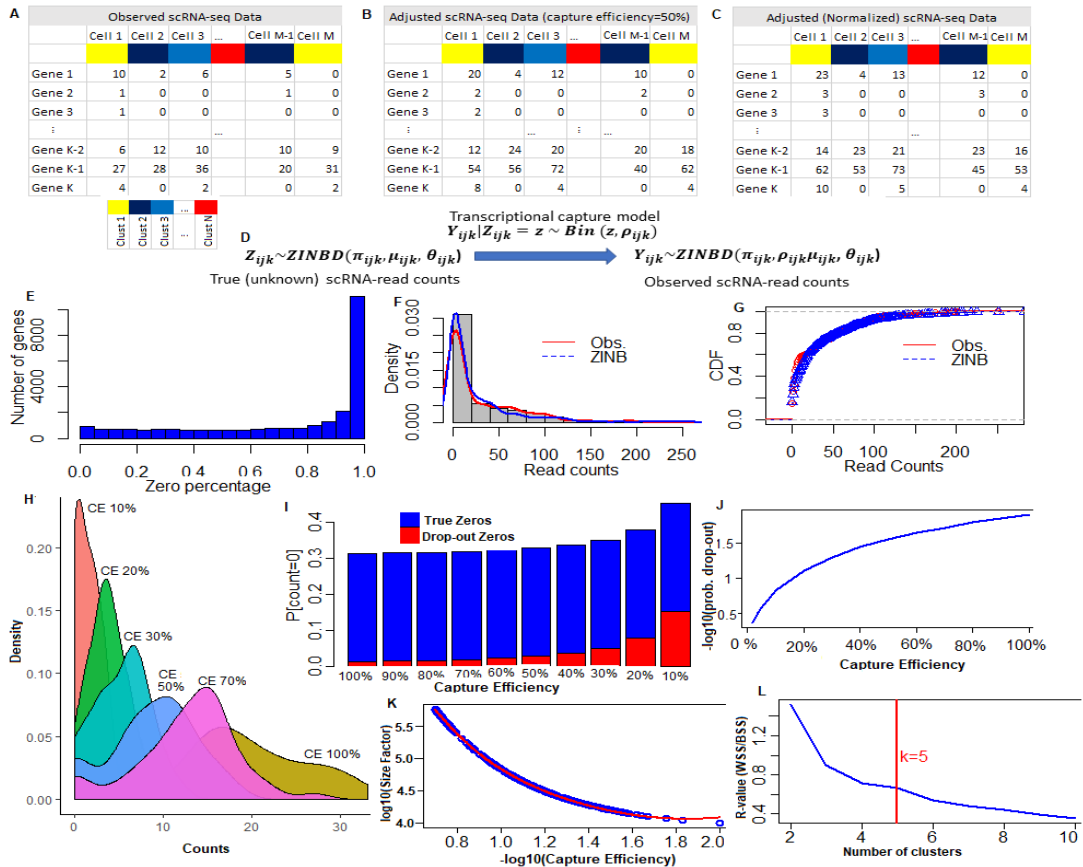 A
Observed scRNA-seq Data
Cell 1 Cell 2 Cell 3 ... Cell M-1 Cell M
Gene 1 10 2 6 5 0
Gene 2 1 0 0 1 0
Gene 3 1 0 0 0 0
⋮ ...
Gene K-2 6 12 10 10 9
Gene K-1 27 28 36 20 31
Gene K 4 0 2 0 2
Clust 1 Clust 2 Clust 3 ... Clust N
B
Adjusted scRNA-seq Data (capture efficiency=50%)
Cell 1 Cell 2 Cell 3 ... Cell M-1 Cell M
Gene 1 20 4 12 10 0
Gene 2 2 0 0 2 0
Gene 3 2 0 0 0 0
⋮ ... ⋮ ...
Gene K-2 12 24 20 20 18
Gene K-1 54 56 72 40 62
Gene K 8 0 4 0 4
C
Adjusted (Normalized) scRNA-seq Data
Cell 1 Cell 2 Cell 3 ... Cell M-1 Cell M
Gene 1 23 4 13 12 0
Gene 2 3 0 0 3 0
Gene 3 3 0 0 0 0
⋮ ...
Gene K-2 14 23 21 23 16
Gene K-1 62 53 73 45 53
Gene K 10 0 5 0 4
D
Transcriptional capture model
Y_ijk|Z_ijk = z ~ Bin (z, ρ_ijk)
Z_ijk~ZINBD(π_ijk, μ_ijk, θ_ijk)
Y_ijk~ZINBD(π_ijk, ρ_ijkμ_ijk, θ_ijk)
True (unknown) scRNA-read counts
Observed scRNA-read counts
E
Number of genes
0 4000 8000
0.0 0.2 0.4 0.6 0.8 1.0
Zero percentage
F
Density
0.000 0.015 0.030
Obs.
ZINB
0 50 100 150 200 250
Read counts
G
CDF
0.0 0.4 0.8
Obs.
ZINB
0 50 100 200
Read Counts
H
Density
0.00 0.05 0.10 0.15 0.20
CE 10%
CE 20%
CE 30%
CE
50%
CE 70%
CE 100%
0 10 20 30
Counts
I
P[count=0]
0.0 0.1 0.2 0.3 0.4
True Zeros
Drop-out Zeros
100% 90% 80% 70% 60% 50% 40% 30% 20% 10%
Capture Efficiency
J
-log10(prob. drop-out)
0.5 1 1.5 2
0 % 20% 40% 60% 80% 100%
Capture Efficiency
K
log10(Size Factor)
4.0 4.5 5.0 5.5
0.8 1.0 1.2 1.4 1.6 1.8 2.0
-log10(Capture Efficiency)
L
R-value (WSS/BSS)
0.4 0.8 1.2
k=5
2 4 6 8 10
Number of clusters